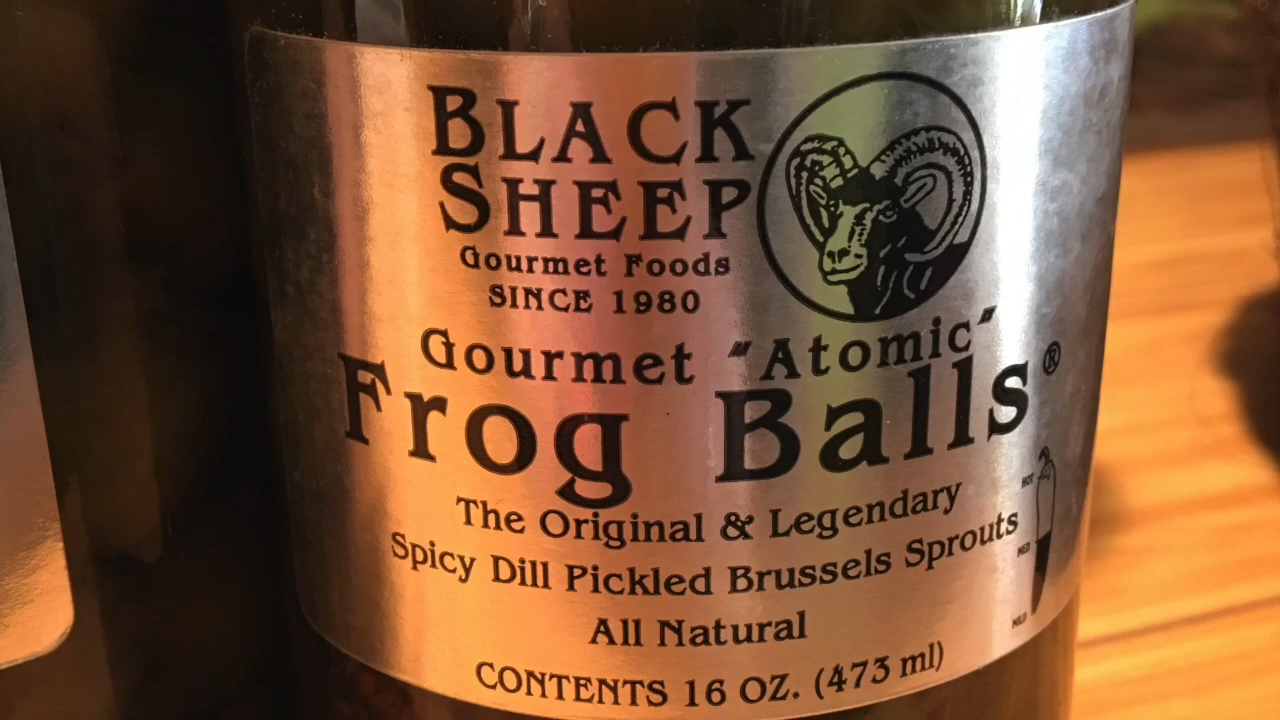 BLACK
SHEEP
Gourmet Foods
SINCE 1980
Gourmet "Atomic"
Frog Balls®
The Original & Legendary
Spicy Dill Pickled Brussels Sprouts
All Natural
CONTENTS 16 OZ. (473 ml)
HOT
MED
MILD